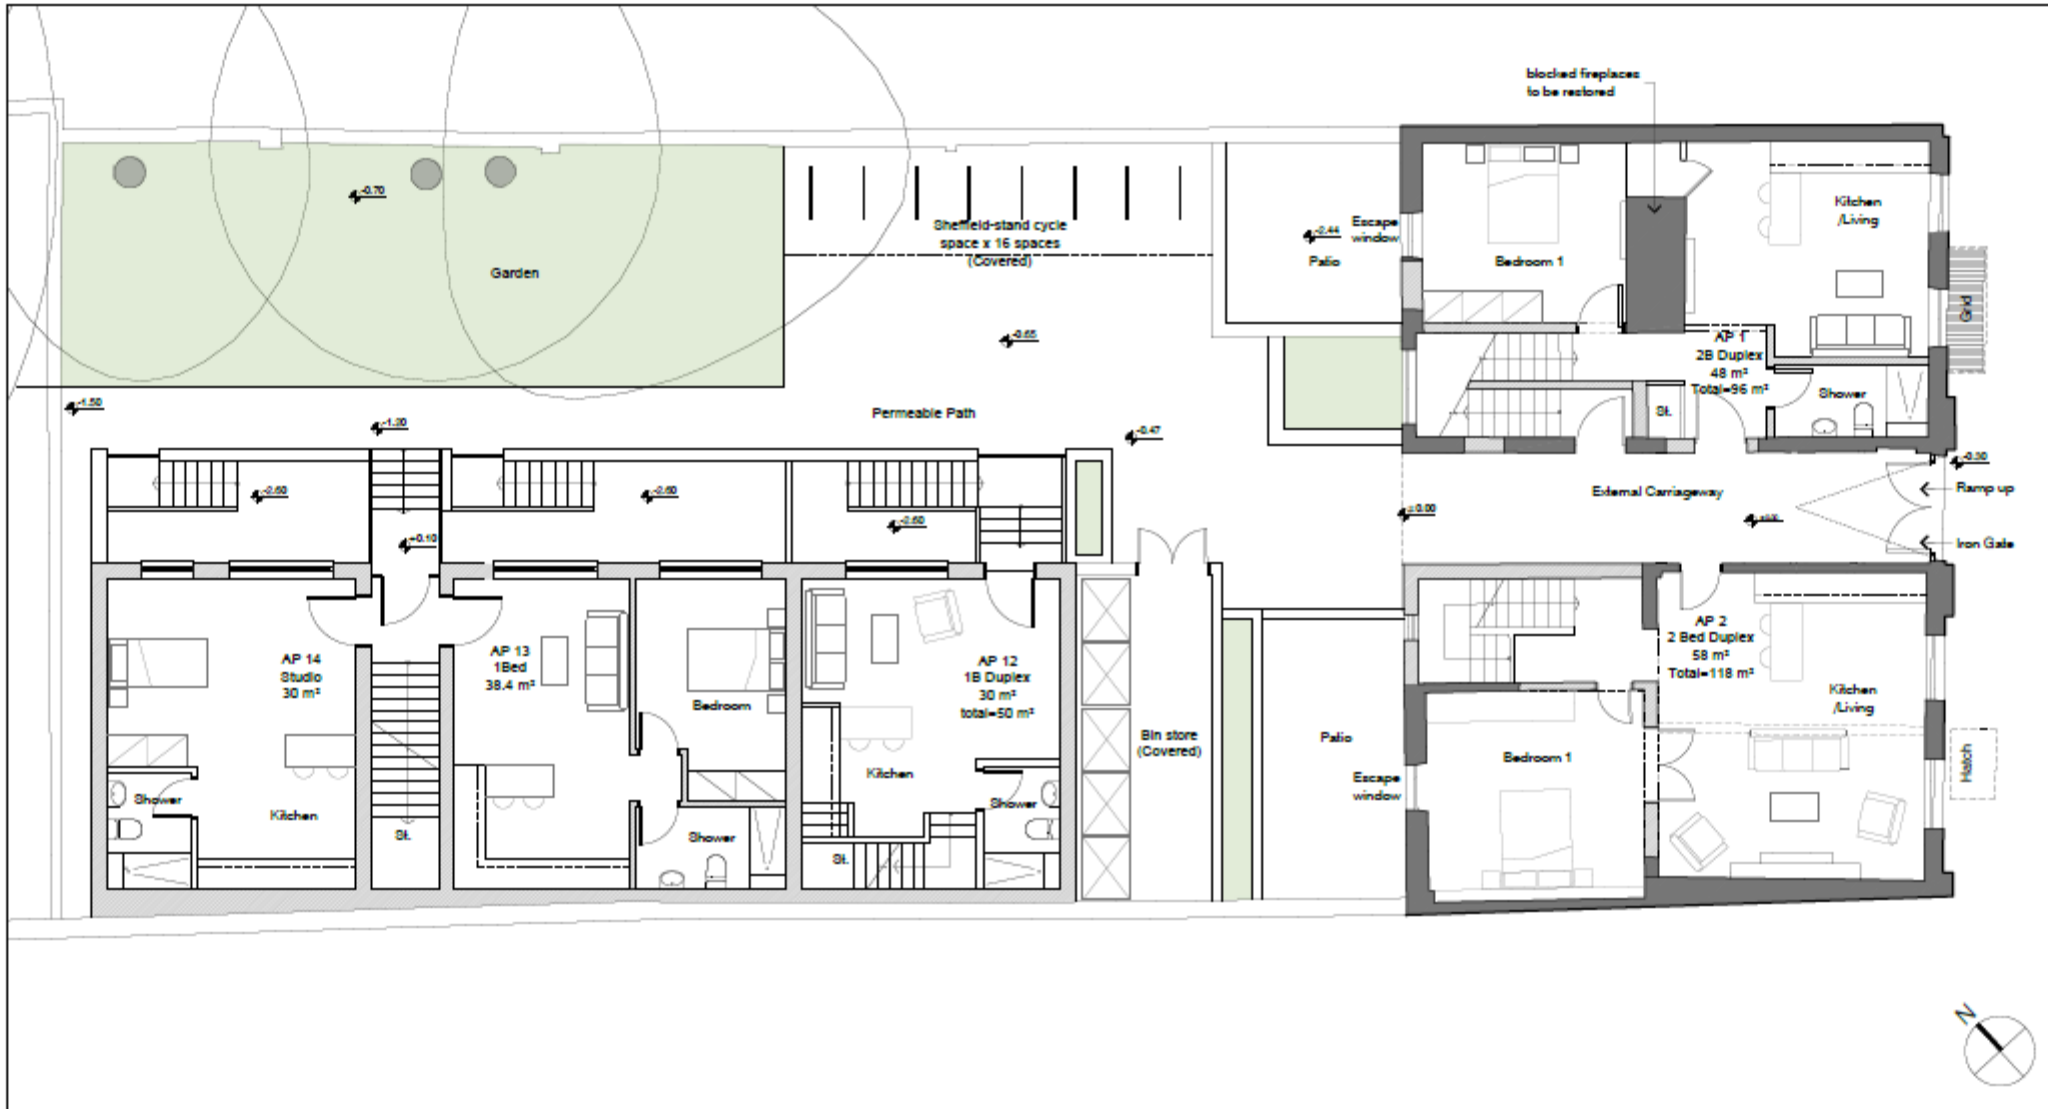 blocked fireplaces
to be restored
-0.70
Garden
Sheffield-stand cycle
space x 16 spaces
(Covered)
-2.44
Patio
Escape
window
Bedroom 1
Kitchen
/Living
Grid
AP 1
2B Duplex
48 m²
Total=96 m²
Shower
St.
-0.65
-1.50
-1.20
Permeable Path
-0.47
-0.30
Ramp up
External Carriageway
±0.00
Iron Gate
-2.60
-2.60
-2.60
+0.10
AP 14
Studio
30 m²
Shower
Kitchen
St.
AP 13
1Bed
38.4 m²
Bedroom
Shower
AP 12
1B Duplex
30 m²
total=50 m²
Kitchen
Shower
St.
Bin store
(Covered)
Patio
Escape
window
Bedroom 1
AP 2
2 Bed Duplex
58 m²
Total=118 m²
Kitchen
/Living
Hatch
N